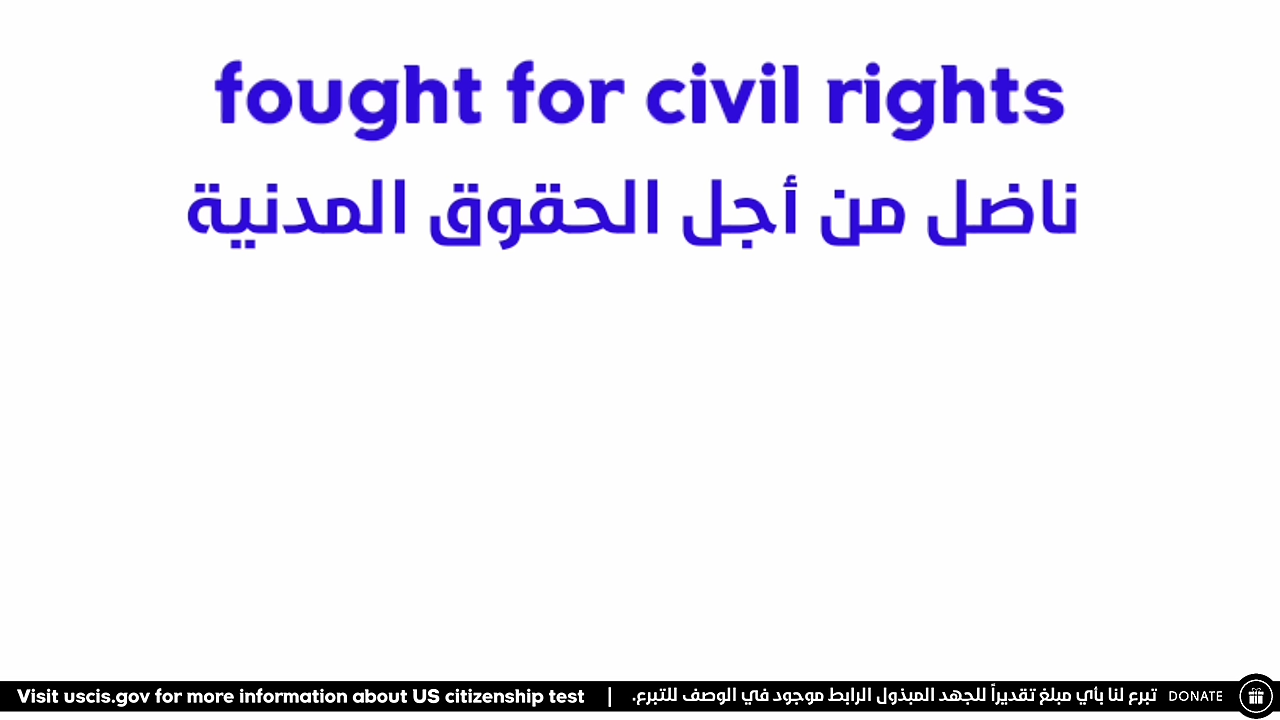 fought for civil rights
ناضل من أجل الحقوق المدنية
Visit uscis.gov for more information about US citizenship test | تبرع لنا بأي مبلغ تقديراً للجهد المبذول الرابط موجود في الوصف للتبرع. DONATE